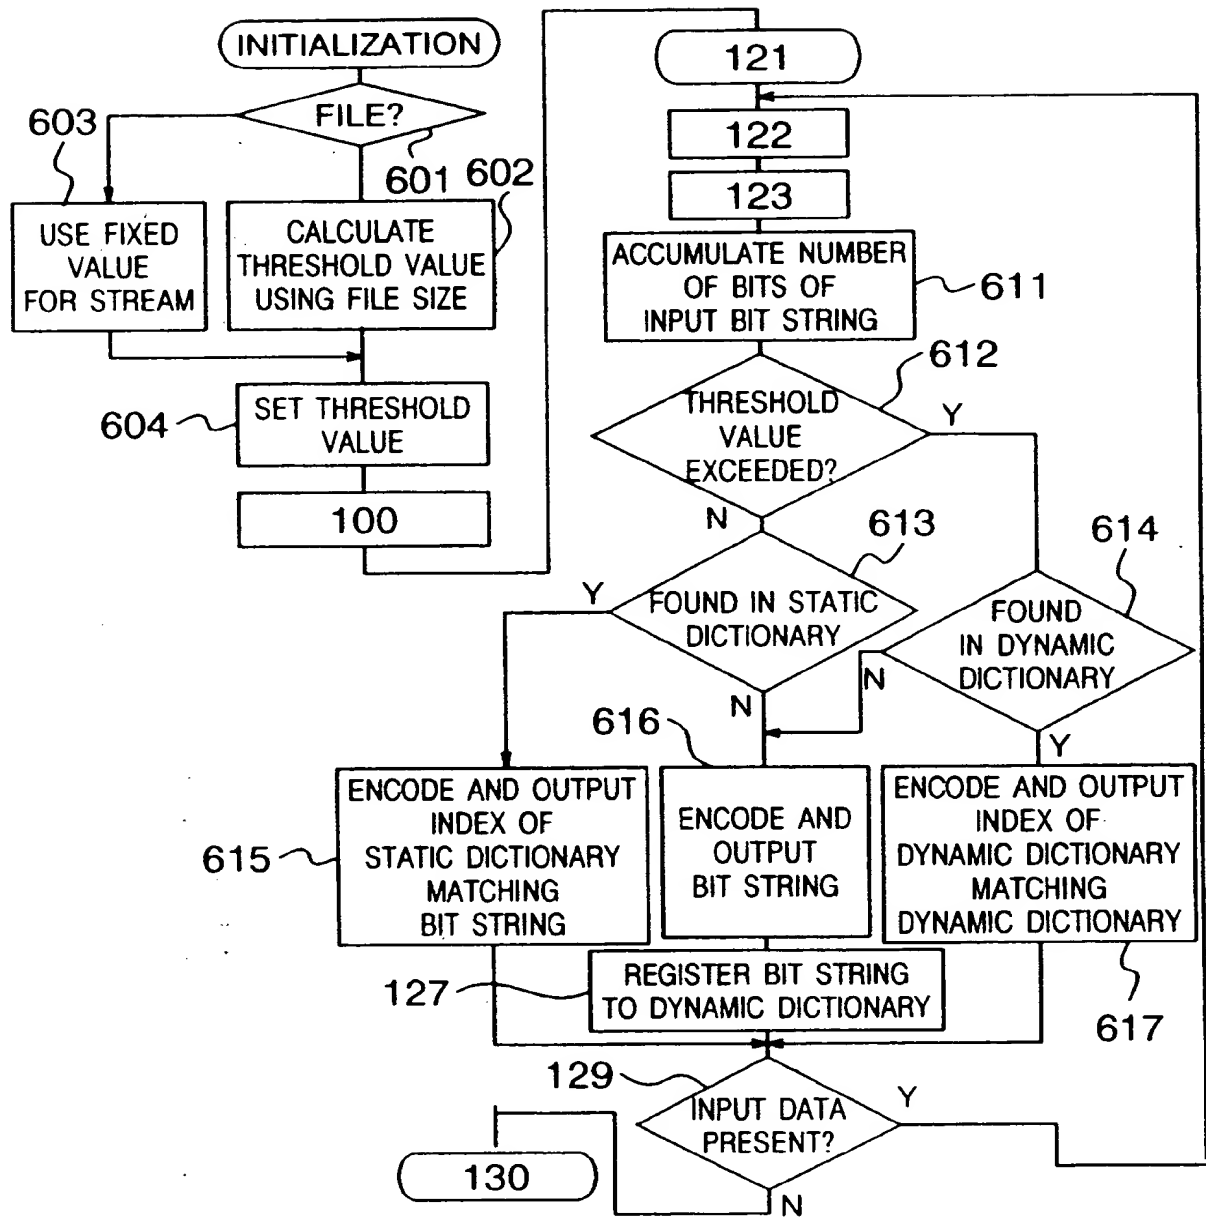 INITIALIZATION
FILE?
601
603
USE FIXED
VALUE
FOR STREAM
602
CALCULATE
THRESHOLD VALUE
USING FILE SIZE
604
SET THRESHOLD
VALUE
100
121
122
123
ACCUMULATE NUMBER
OF BITS OF
INPUT BIT STRING
611
612
THRESHOLD
VALUE
EXCEEDED?
Y
N
613
FOUND IN STATIC
DICTIONARY
Y
N
614
FOUND
IN DYNAMIC
DICTIONARY
N
Y
615
ENCODE AND OUTPUT
INDEX OF
STATIC DICTIONARY
MATCHING
BIT STRING
616
ENCODE AND
OUTPUT
BIT STRING
ENCODE AND OUTPUT
INDEX OF
DYNAMIC DICTIONARY
MATCHING
DYNAMIC DICTIONARY
617
127
REGISTER BIT STRING
TO DYNAMIC DICTIONARY
129
INPUT DATA
PRESENT?
Y
N
130